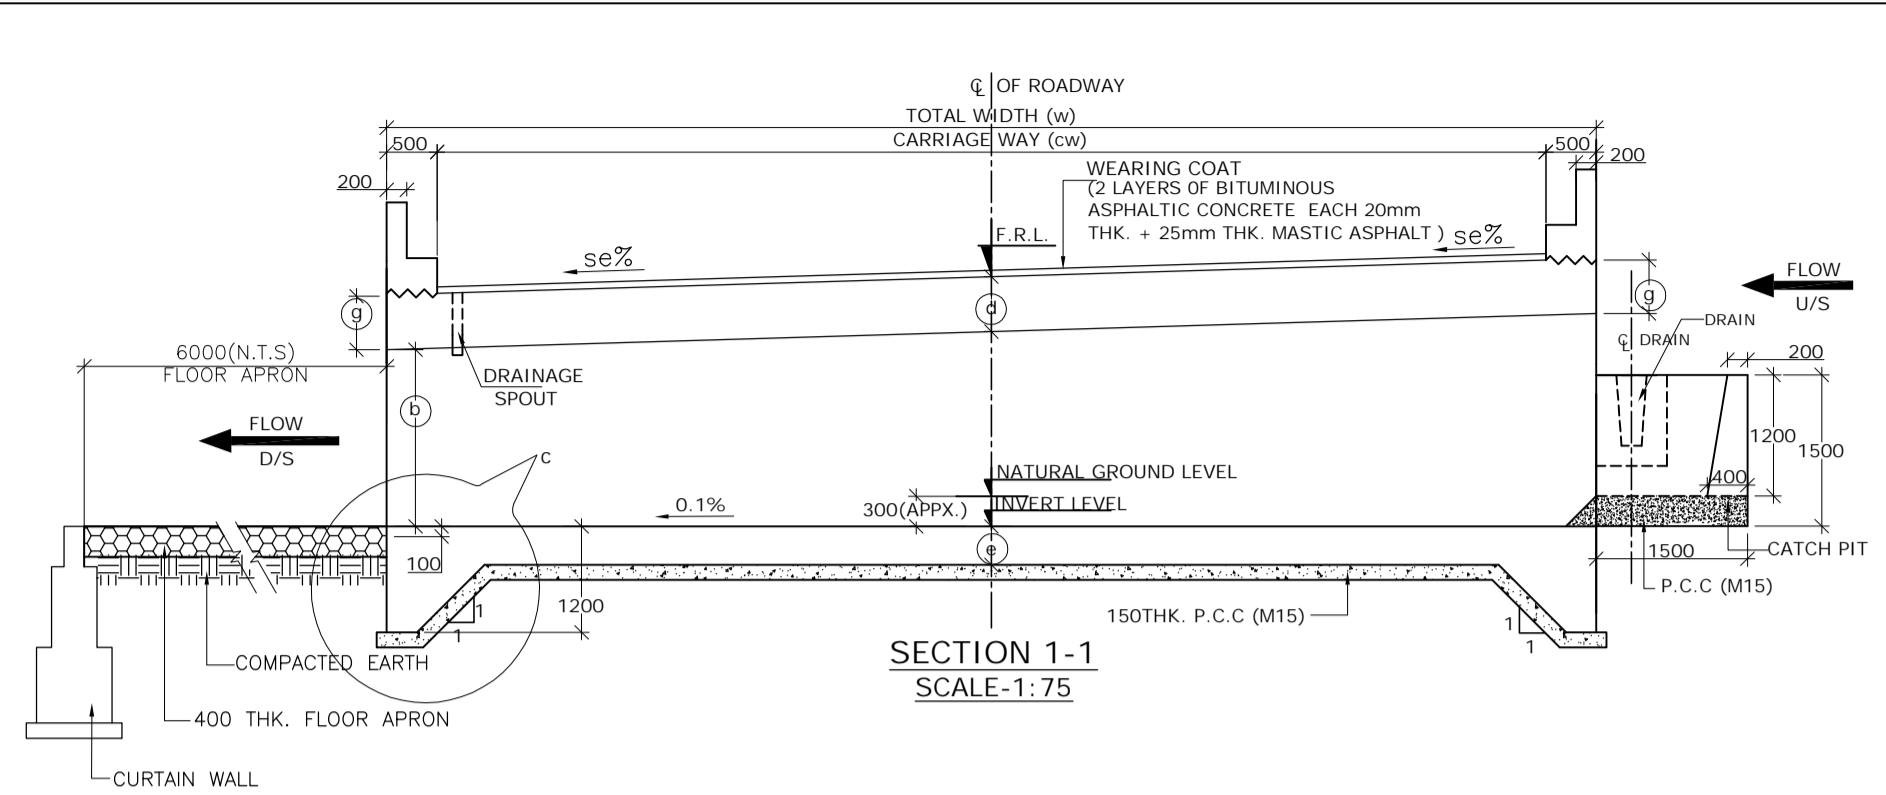 ℄ OF ROADWAY
TOTAL WIDTH (w)
CARRIAGE WAY (cw)
500
500
200
200
WEARING COAT
(2 LAYERS 0F BITUMINOUS
ASPHALTIC CONCRETE EACH 20mm
THK. + 25mm THK. MASTIC ASPHALT )
F.R.L.
se%
se%
g
d
g
FLOW
U/S
DRAIN
℄ DRAIN
6000(N.T.S)
FLOOR APRON
200
DRAINAGE
SPOUT
b
FLOW
D/S
1200
1500
c
NATURAL GROUND LEVEL
400
0.1%
300(APPX.)
INVERT LEVEL
100
e
1500
CATCH PIT
P.C.C (M15)
1200
1
1
150THK. P.C.C (M15)
1
1
COMPACTED EARTH
SECTION 1-1
SCALE-1:75
400 THK. FLOOR APRON
CURTAIN WALL